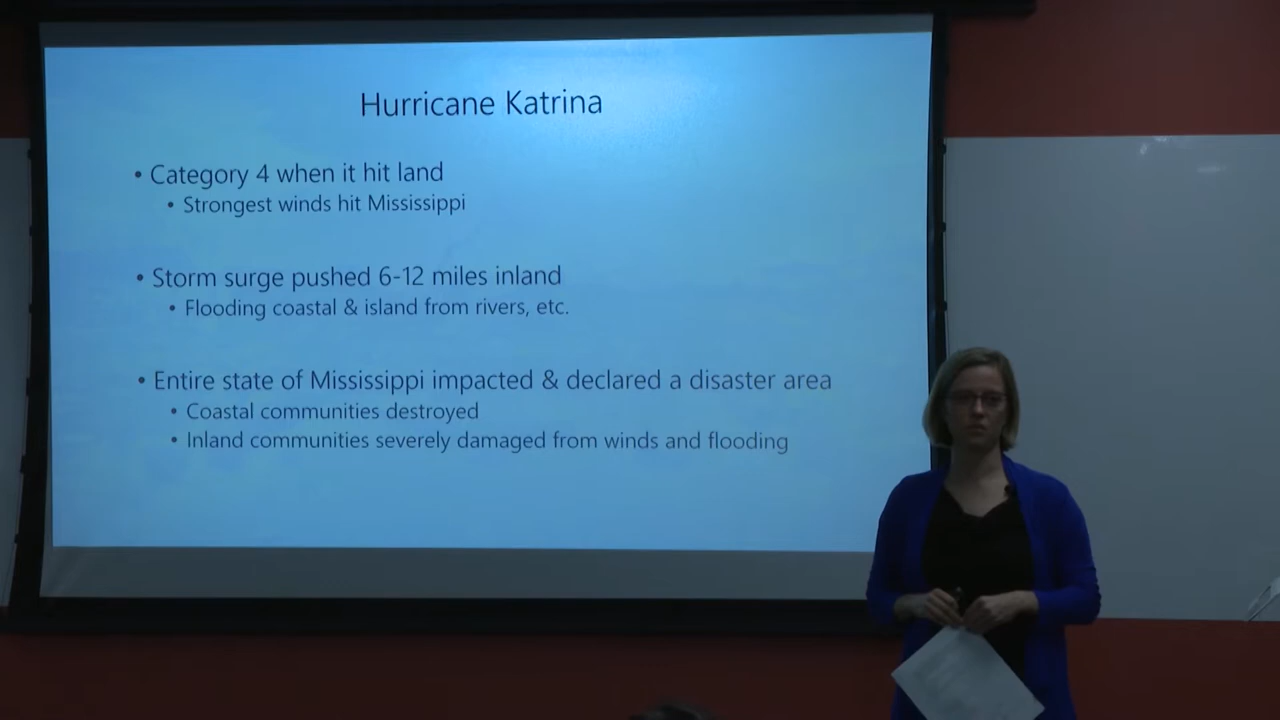 Hurricane Katrina
• Category 4 when it hit land
• Strongest winds hit Mississippi
• Storm surge pushed 6-12 miles inland
• Flooding coastal & island from rivers, etc.
• Entire state of Mississippi impacted & declared a disaster area
• Coastal communities destroyed
• Inland communities severely damaged from winds and flooding